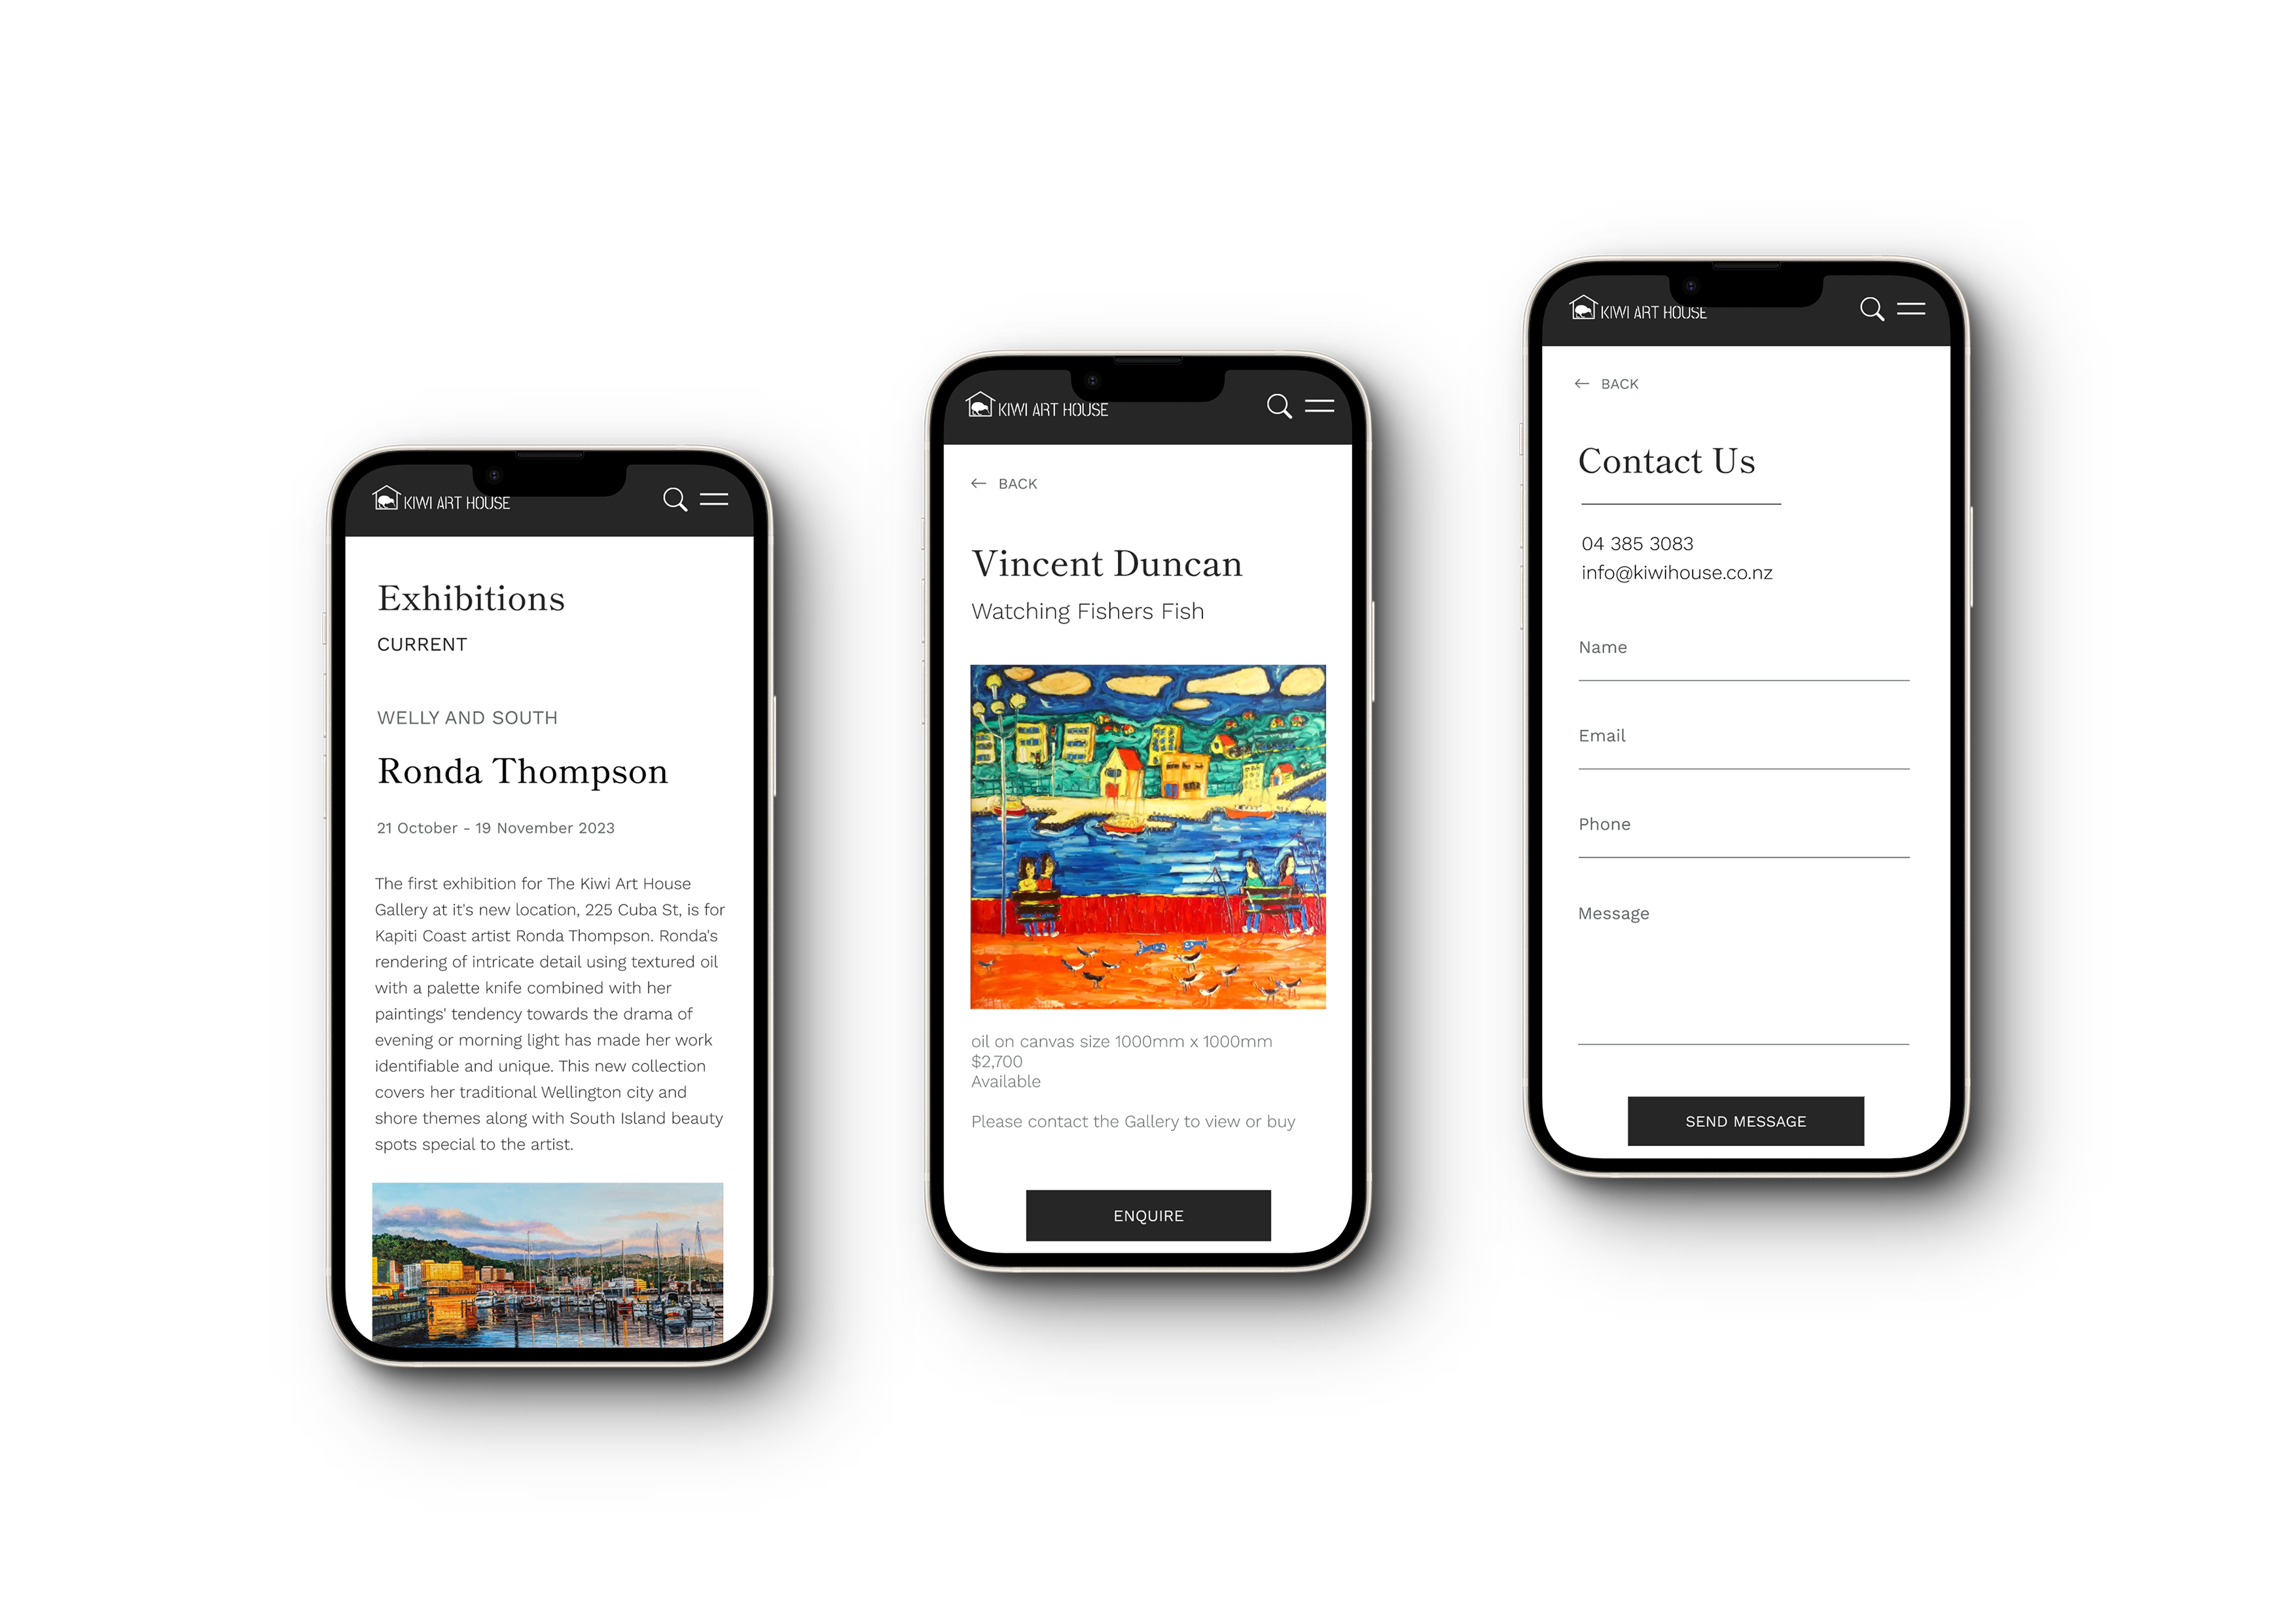 KIWI ART HOUSE
Exhibitions
CURRENT
WELLY AND SOUTH
Ronda Thompson
21 October - 19 November 2023
The first exhibition for The Kiwi Art House
Gallery at it's new location, 225 Cuba St, is for
Kapiti Coast artist Ronda Thompson. Ronda's
rendering of intricate detail using textured oil
with a palette knife combined with her
paintings' tendency towards the drama of
evening or morning light has made her work
identifiable and unique. This new collection
covers her traditional Wellington city and
shore themes along with South Island beauty
spots special to the artist.
KIWI ART HOUSE
← BACK
Vincent Duncan
Watching Fishers Fish
oil on canvas size 1000mm x 1000mm
$2,700
Available
Please contact the Gallery to view or buy
ENQUIRE
KIWI ART HOUSE
← BACK
Contact Us
04 385 3083
info@kiwihouse.co.nz
Name
Email
Phone
Message
SEND MESSAGE